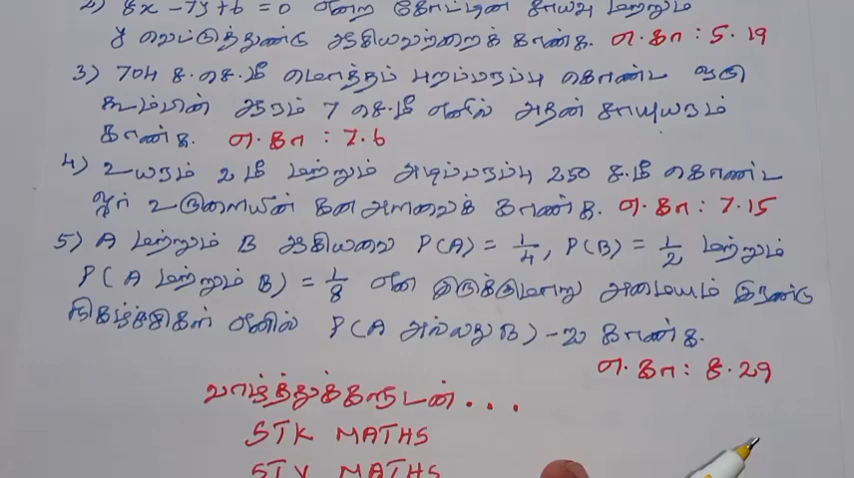 2) 8x - 7y + 6 = 0 என்ற கோட்டின் சாய்வு மற்றும்
y வெட்டுத்துண்டு ஆகியவற்றைக் காண்க. எ.கா : 5.19
3) 704 ச.செ.மீ மொத்தப் புறப்பரப்பு கொண்ட ஒரு
கூம்பின் ஆரம் 7 செ.மீ எனில் அதன் சாயுயரம்
காண்க. எ.கா : 7.6
4) உயரம் 2 மீ மற்றும் அடிப்பரப்பு 250 ச.மீ கொண்ட
ஓர் உருளையின் கன அளவைக் காண்க. எ.கா : 7.15
5) A மற்றும் B ஆகியவை P(A) = 1/4, P(B) = 1/2 மற்றும்
P(A மற்றும் B) = 1/8 என இருக்குமாறு அமையும் இரண்டு
நிகழ்ச்சிகள் எனில் P(A அல்லது B) -ஐ காண்க.
எ.கா : 8.29
வாழ்த்துக்களுடன் ...
STK MATHS
STV MATHS